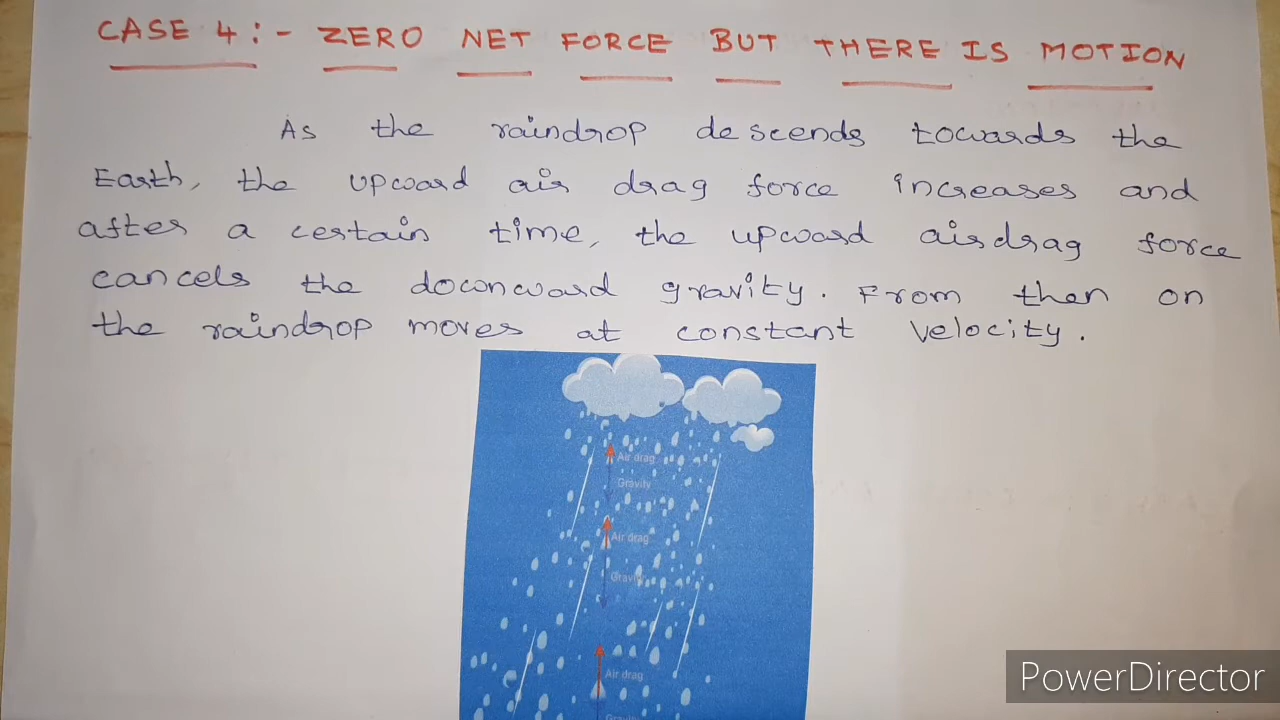 CASE 4:- ZERO NET FORCE BUT THERE IS MOTION
As the raindrop descends towards the
Earth, the upward air drag force increases and
after a certain time, the upward airdrag force
cancels the downward gravity. From then on
the raindrop moves at constant velocity.
Air drag
Gravity
Air drag
Gravity
Air drag
Gravity
PowerDirector